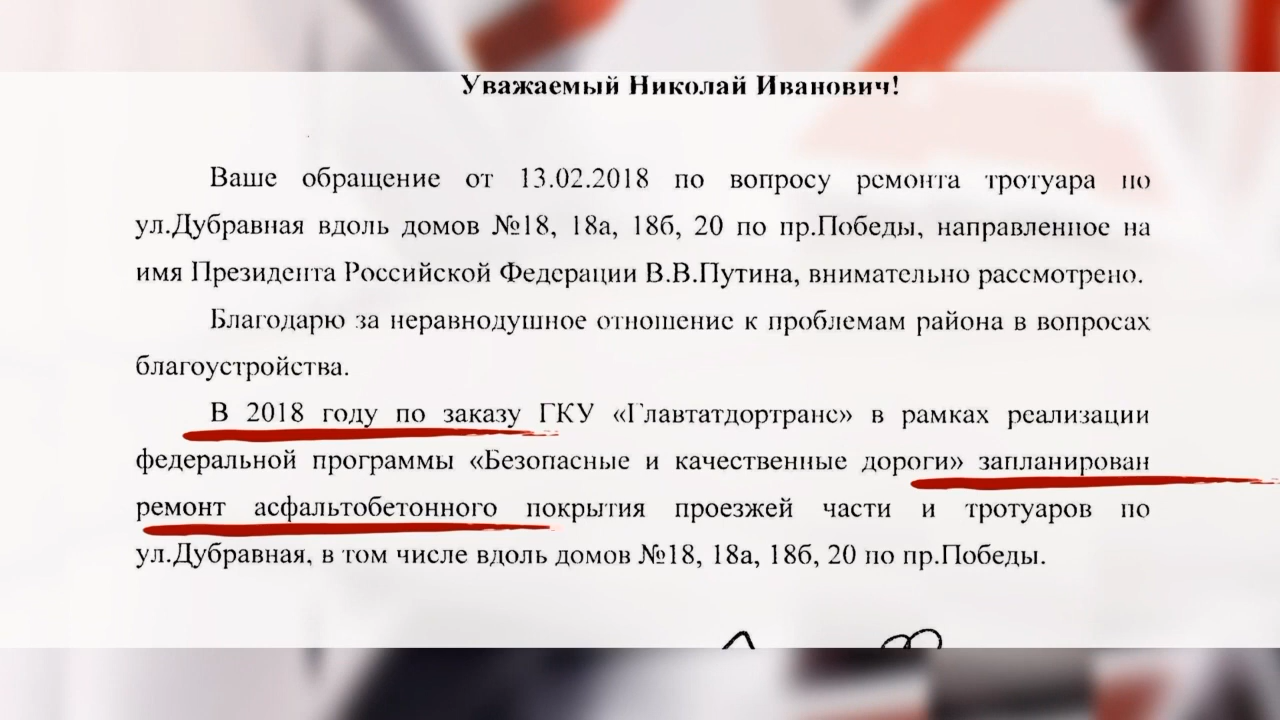 Уважаемый Николай Иванович!
Ваше обращение от 13.02.2018 по вопросу ремонта тротуара по
ул.Дубравная вдоль домов №18, 18а, 18б, 20 по пр.Победы, направленное на
имя Президента Российской Федерации В.В.Путина, внимательно рассмотрено.
Благодарю за неравнодушное отношение к проблемам района в вопросах
благоустройства.
В 2018 году по заказу ГКУ «Главтатдортранс» в рамках реализации
федеральной программы «Безопасные и качественные дороги» запланирован
ремонт асфальтобетонного покрытия проезжей части и тротуаров по
ул.Дубравная, в том числе вдоль домов №18, 18а, 18б, 20 по пр.Победы.